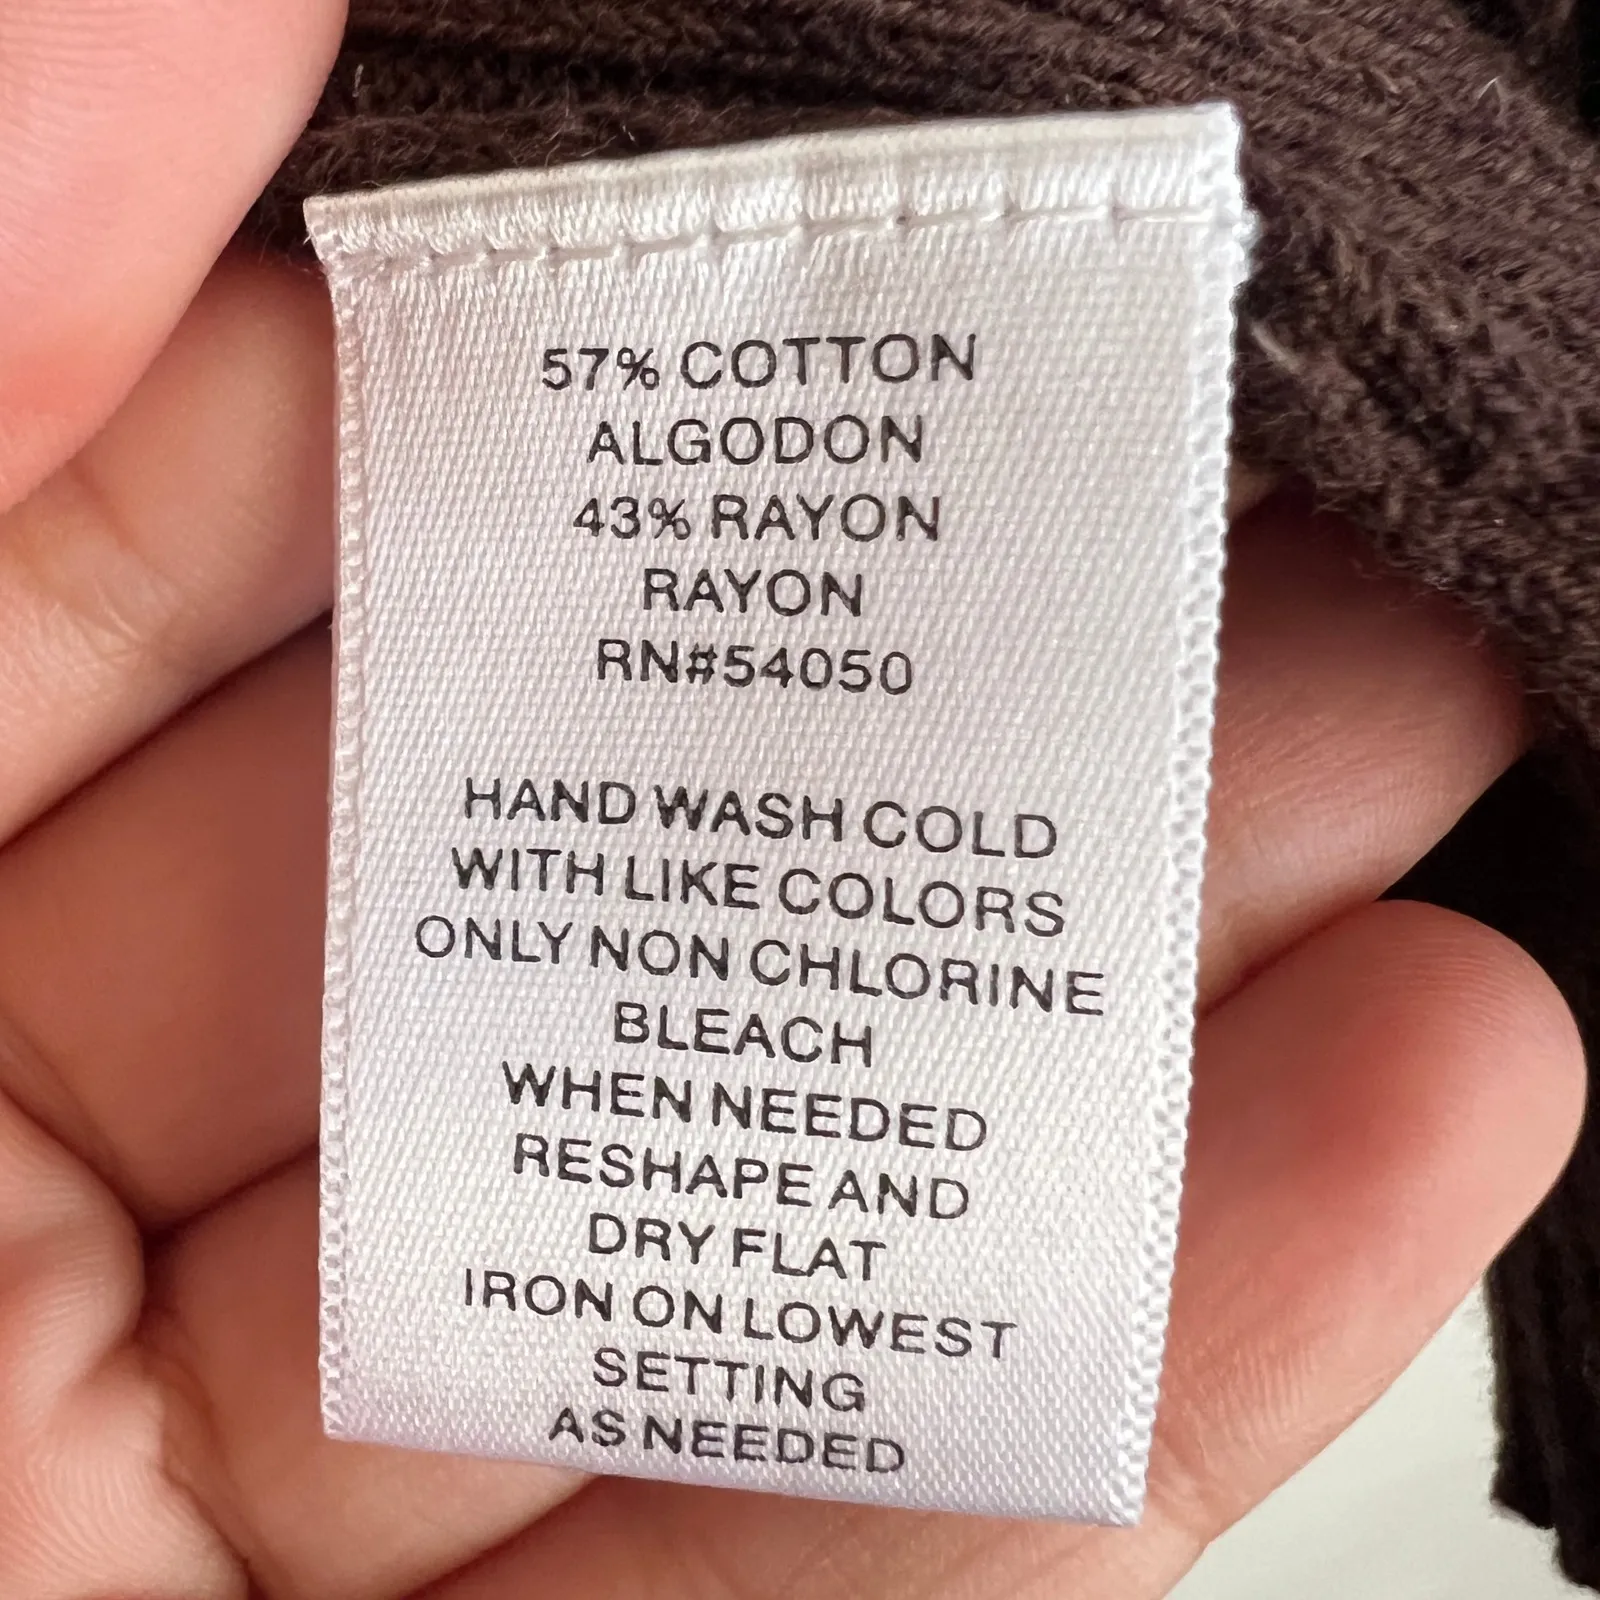 57% COTTON
ALGODON
43% RAYON
RAYON
RN#54050
HAND WASH COLD
WITH LIKE COLORS
ONLY NON CHLORINE
BLEACH
WHEN NEEDED
RESHAPE AND
DRY FLAT
IRON ON LOWEST
SETTING
AS NEEDED